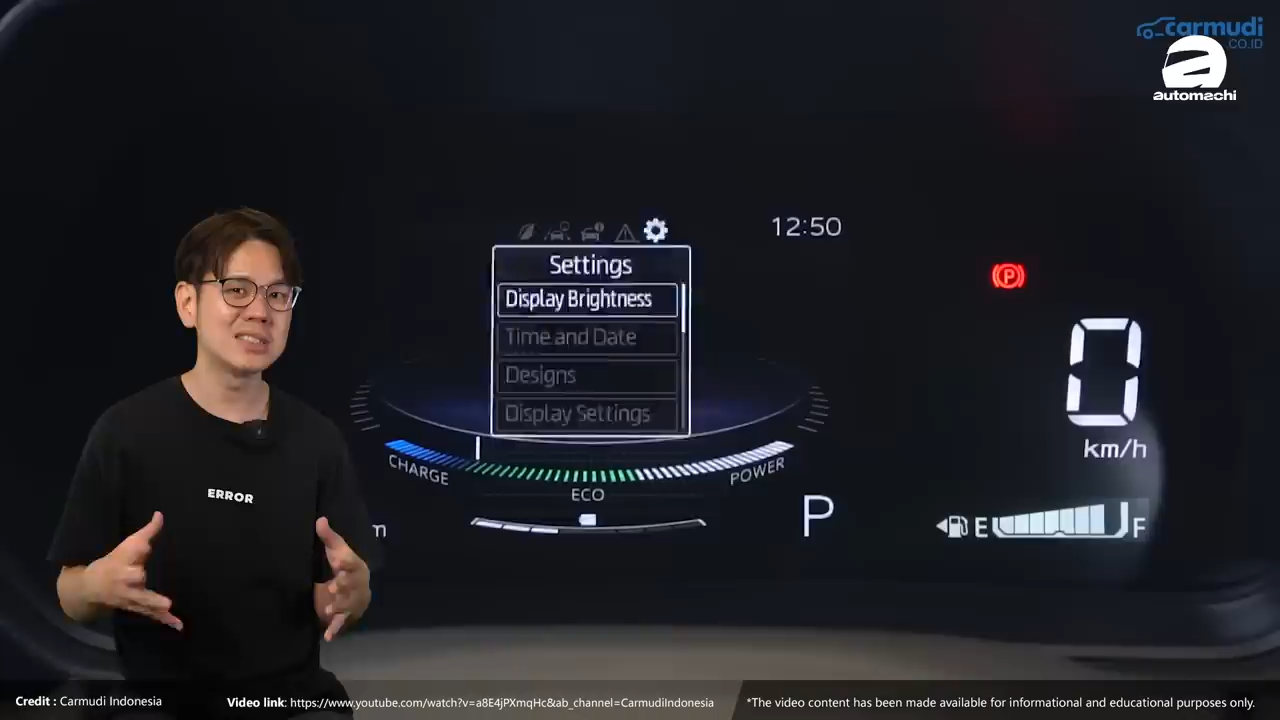 carmudi
.CO.ID
automachi
12:50
Settings
Display Brightness
Time and Date
Designs
Display Settings
P
0
km/h
CHARGE
POWER
ECO
ERROR
m
P
E
F
Credit : Carmudi Indonesia
Video link: https://www.youtube.com/watch?v=a8E4jPXmqHc&ab_channel=CarmudiIndonesia
*The video content has been made available for informational and educational purposes only.